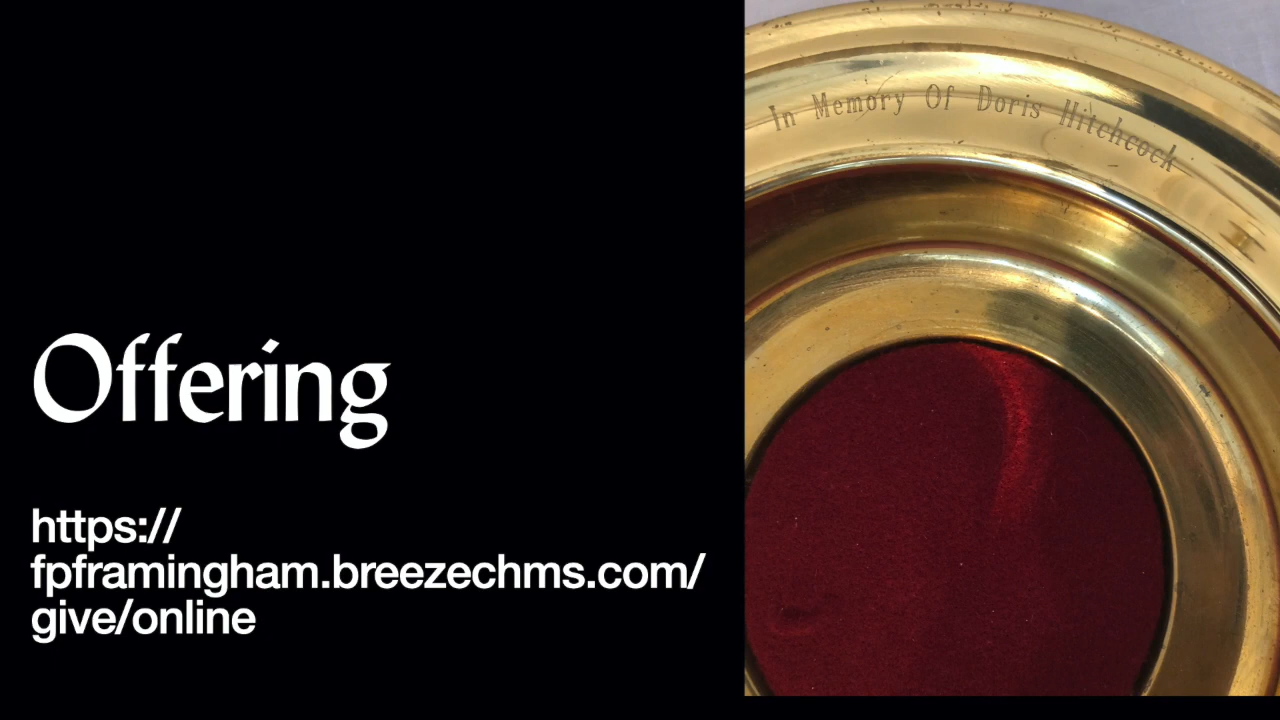 In Memory Of Doris Hitchcock
Offering
https://
fpframingham.breezechms.com/
give/online